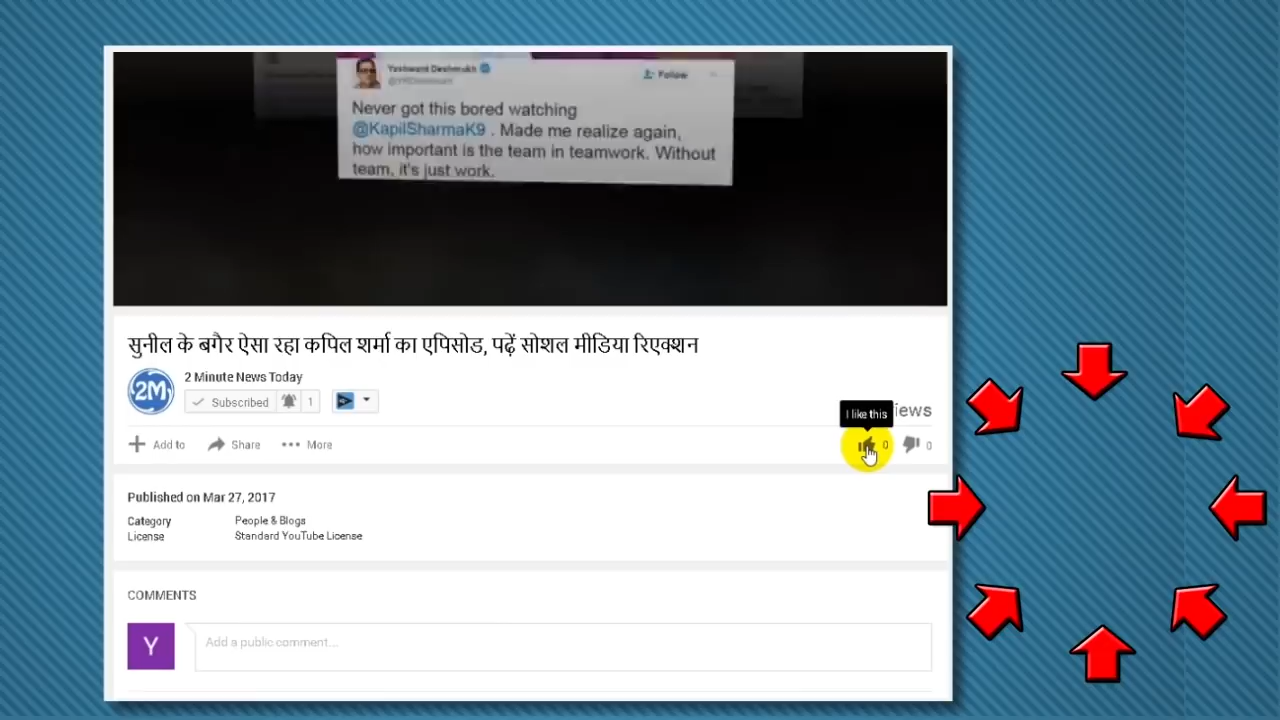 Yashwant Deshmukh
Follow
Never got this bored watching
@KapilSharmaK9 . Made me realize again,
how important is the team in teamwork. Without
team, it's just work.
सुनील के बगैर ऐसा रहा कपिल शर्मा का एपिसोड, पढ़ें सोशल मीडिया रिएक्शन
2M
2 Minute News Today
Subscribed 1
I like this
iews
Add to Share More 0 0
Published on Mar 27, 2017
Category People & Blogs
License Standard YouTube License
COMMENTS
Y
Add a public comment...